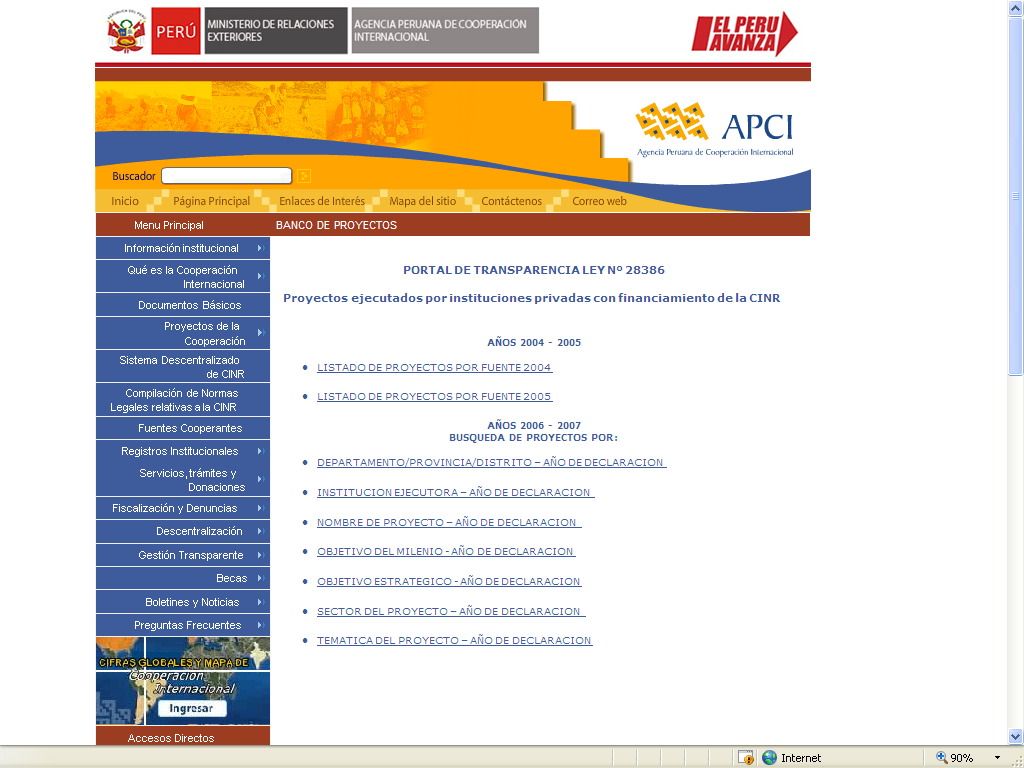 PERÚ
MINISTERIO DE RELACIONES
EXTERIORES
AGENCIA PERUANA DE COOPERACIÓN
INTERNACIONAL
EL PERU
AVANZA
APCI
Agencia Peruana de Cooperación Internacional
Buscador
Inicio
Página Principal
Enlaces de Interés
Mapa del sitio
Contáctenos
Correo web
Menu Principal
BANCO DE PROYECTOS
Información institucional
Qué es la Cooperación
Internacional
Documentos Básicos
Proyectos de la
Cooperación
Sistema Descentralizado
de CINR
Compilación de Normas
Legales relativas a la CINR
Fuentes Cooperantes
Registros Institucionales
Servicios, trámites y
Donaciones
Fiscalización y Denuncias
Descentralización
Gestión Transparente
Becas
Boletines y Noticias
Preguntas Frecuentes
CIFRAS GLOBALES Y MAPA DE
Cooperación
Internacional
Ingresar
Accesos Directos
PORTAL DE TRANSPARENCIA LEY Nº 28386
Proyectos ejecutados por instituciones privadas con financiamiento de la CINR
AÑOS 2004 - 2005
LISTADO DE PROYECTOS POR FUENTE 2004
LISTADO DE PROYECTOS POR FUENTE 2005
AÑOS 2006 - 2007
BUSQUEDA DE PROYECTOS POR:
DEPARTAMENTO/PROVINCIA/DISTRITO – AÑO DE DECLARACION
INSTITUCION EJECUTORA – AÑO DE DECLARACION
NOMBRE DE PROYECTO – AÑO DE DECLARACION
OBJETIVO DEL MILENIO - AÑO DE DECLARACION
OBJETIVO ESTRATEGICO - AÑO DE DECLARACION
SECTOR DEL PROYECTO – AÑO DE DECLARACION
TEMATICA DEL PROYECTO – AÑO DE DECLARACION
Internet
90%